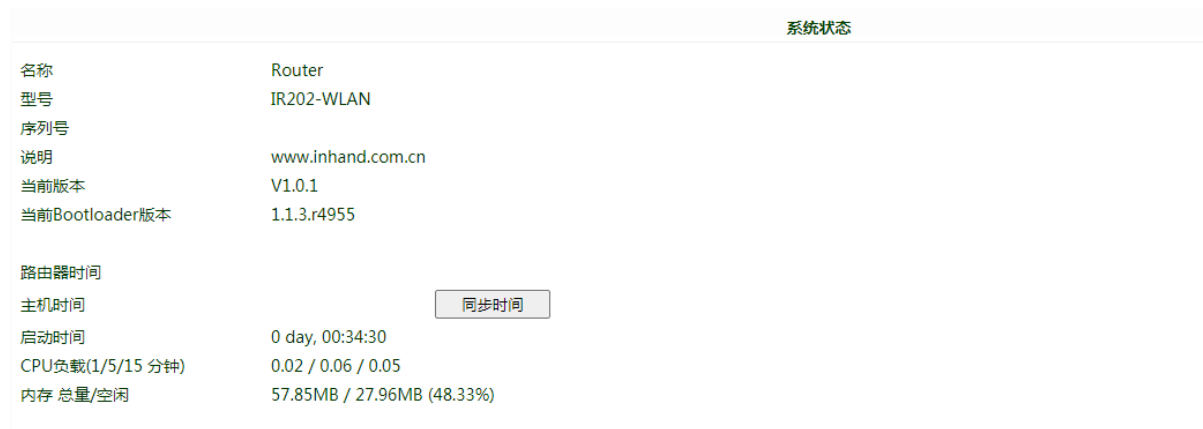 系统状态
名称 Router
型号 IR202-WLAN
序列号
说明 www.inhand.com.cn
当前版本 V1.0.1
当前Bootloader版本 1.1.3.r4955
路由器时间
主机时间 同步时间
启动时间 0 day, 00:34:30
CPU负载(1/5/15 分钟) 0.02 / 0.06 / 0.05
内存 总量/空闲 57.85MB / 27.96MB (48.33%)